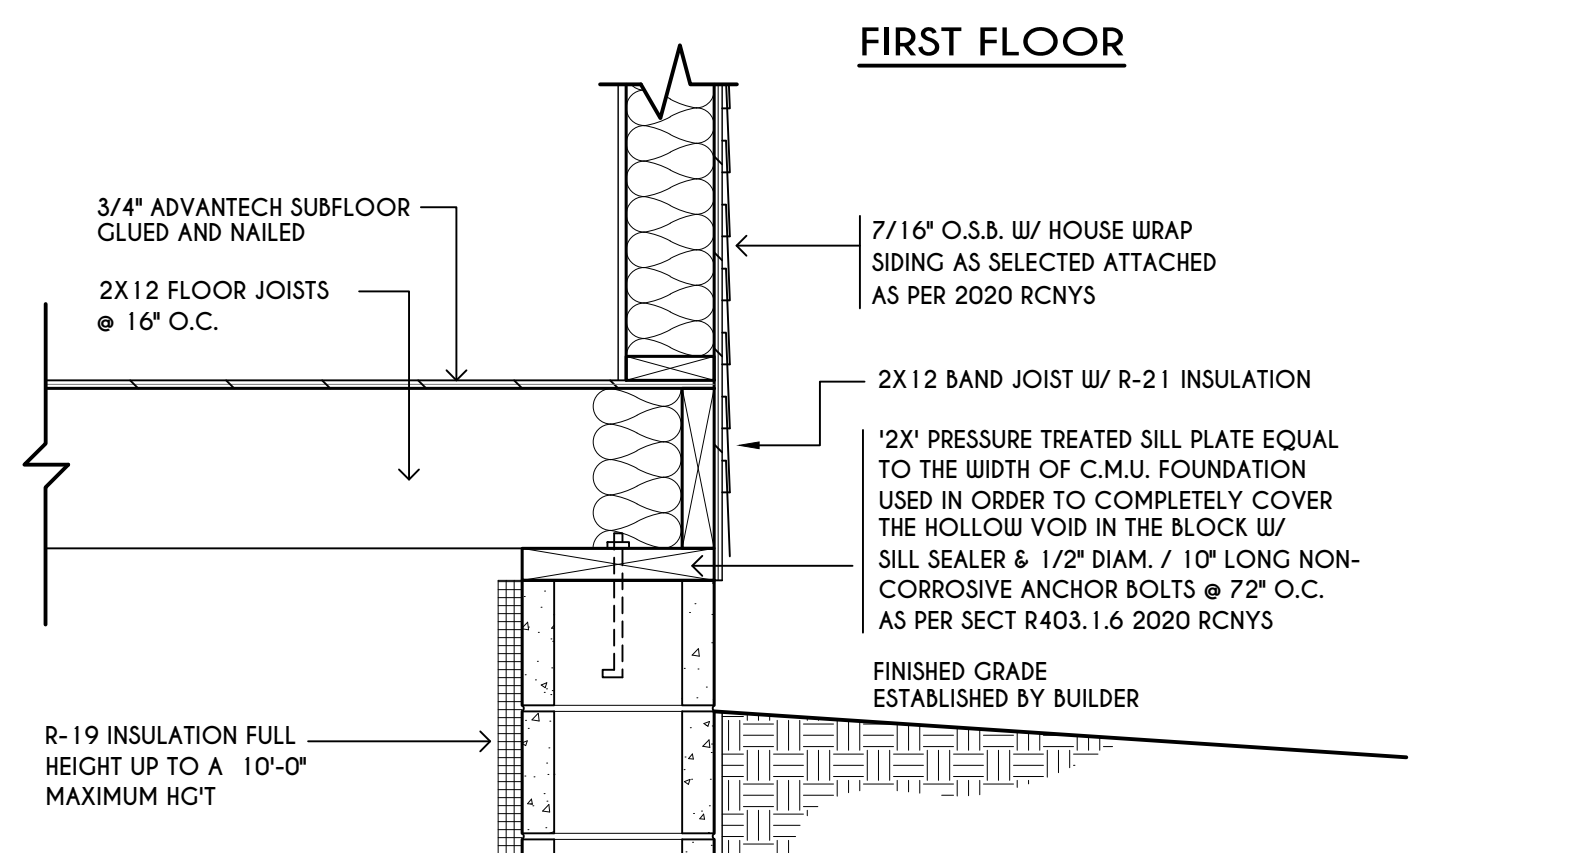 FIRST FLOOR
3/4" ADVANTECH SUBFLOOR
GLUED AND NAILED
2X12 FLOOR JOISTS
@ 16" O.C.
7/16" O.S.B. W/ HOUSE WRAP
SIDING AS SELECTED ATTACHED
AS PER 2020 RCNYS
2X12 BAND JOIST W/ R-21 INSULATION
'2X' PRESSURE TREATED SILL PLATE EQUAL
TO THE WIDTH OF C.M.U. FOUNDATION
USED IN ORDER TO COMPLETELY COVER
THE HOLLOW VOID IN THE BLOCK W/
SILL SEALER & 1/2" DIAM. / 10" LONG NON-
CORROSIVE ANCHOR BOLTS @ 72" O.C.
AS PER SECT R403.1.6 2020 RCNYS
FINISHED GRADE
ESTABLISHED BY BUILDER
R-19 INSULATION FULL
HEIGHT UP TO A 10'-0"
MAXIMUM HG'T